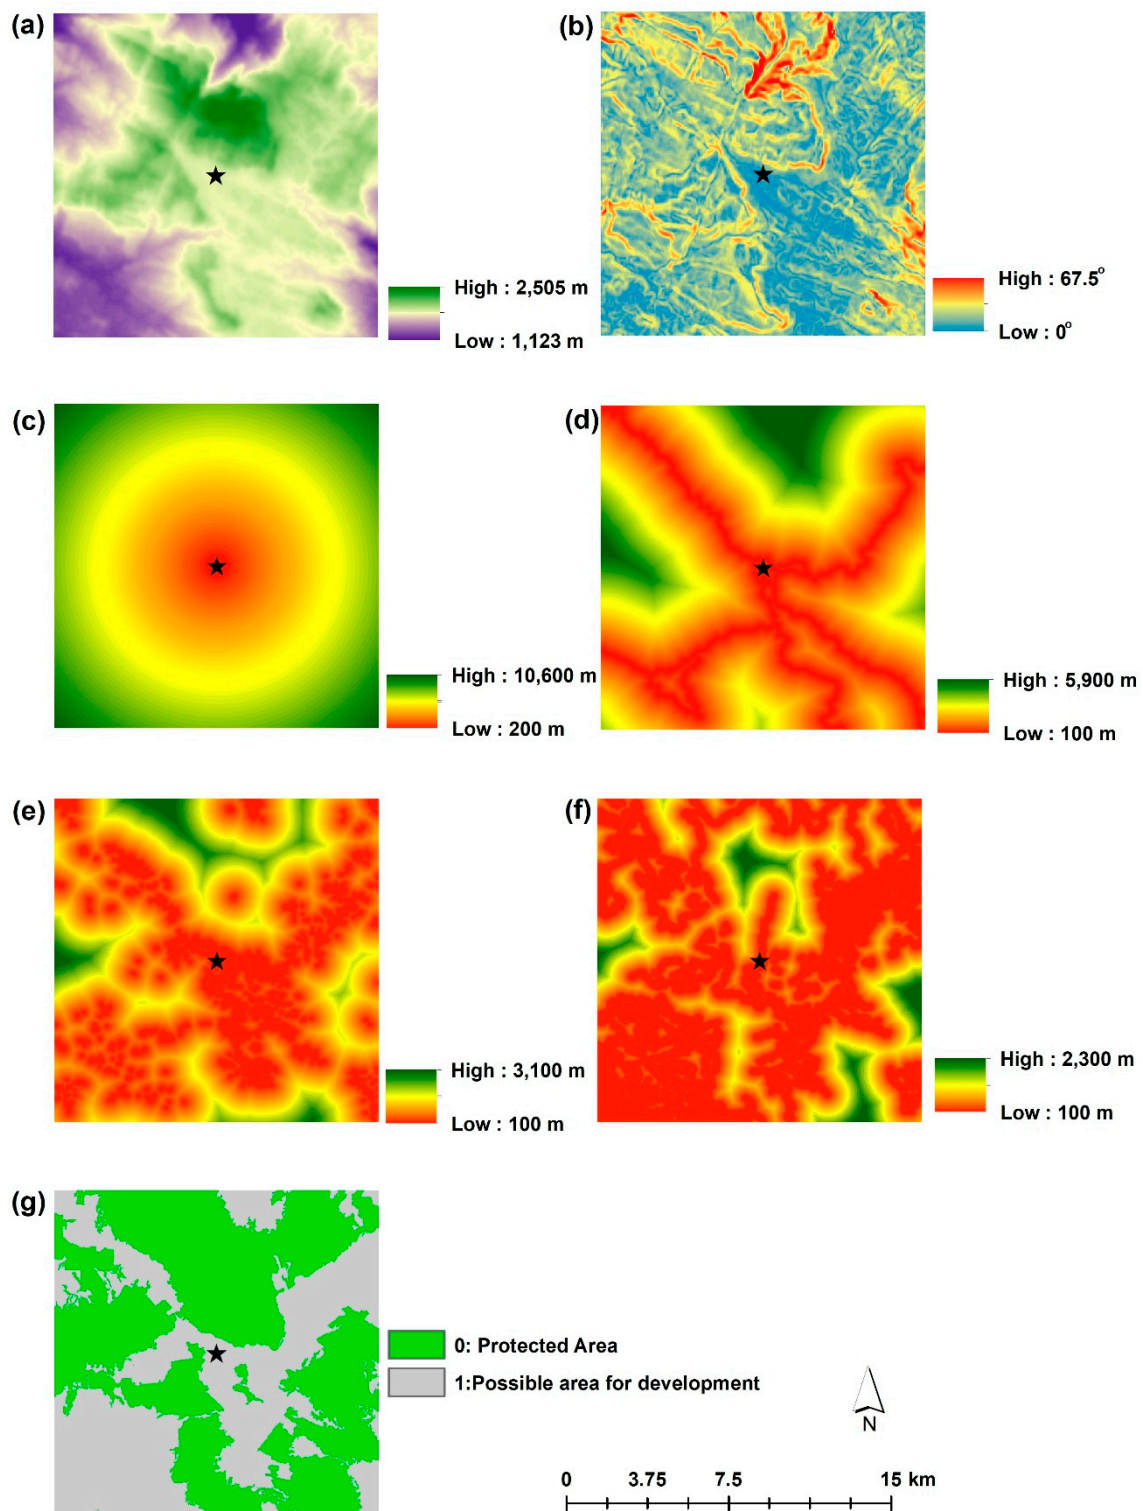 (a)
High : 2,505 m
Low : 1,123 m
(b)
High : 67.5°
Low : 0°
(c)
High : 10,600 m
Low : 200 m
(d)
High : 5,900 m
Low : 100 m
(e)
High : 3,100 m
Low : 100 m
(f)
High : 2,300 m
Low : 100 m
(g)
0: Protected Area
1:Possible area for development
N
0 3.75 7.5 15 km